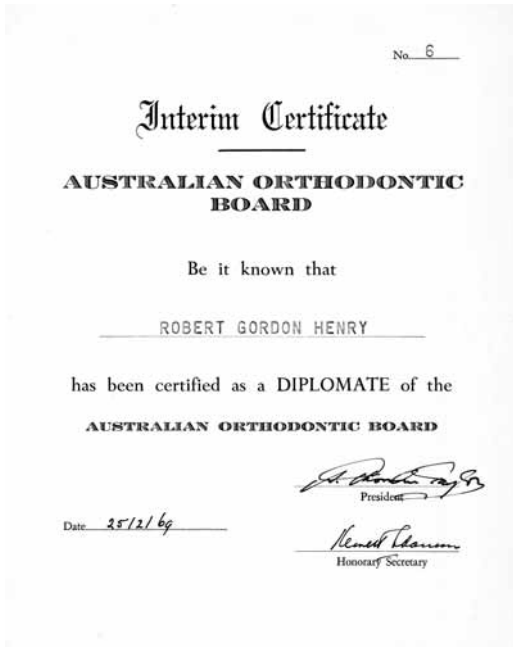 No. 6
Interim Certificate
AUSTRALIAN ORTHODONTIC
BOARD
Be it known that
ROBERT GORDON HENRY
has been certified as a DIPLOMATE of the
AUSTRALIAN ORTHODONTIC BOARD
President
Date 25/2/69
Honorary Secretary